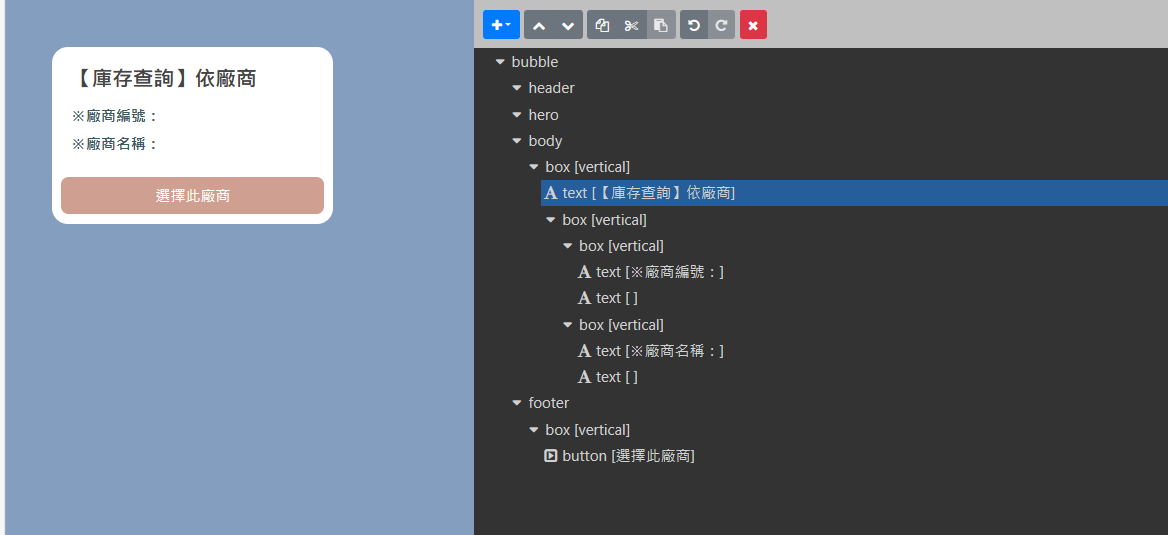 【庫存查詢】依廠商
※廠商編號：
※廠商名稱：
選擇此廠商
bubble
header
hero
body
box [vertical]
text [【庫存查詢】依廠商]
box [vertical]
box [vertical]
text [※廠商編號：]
text [ ]
box [vertical]
text [※廠商名稱：]
text [ ]
footer
box [vertical]
button [選擇此廠商]